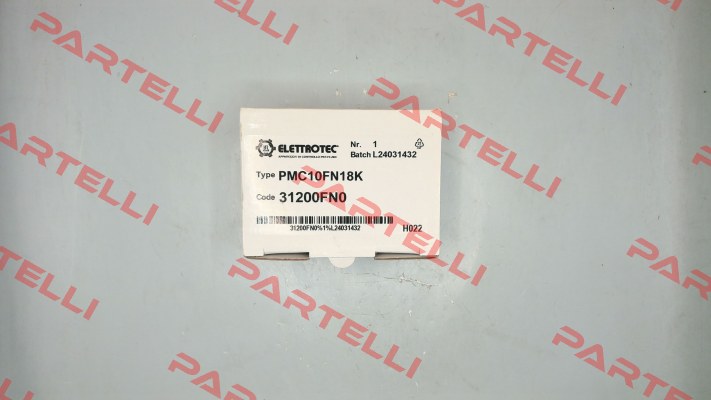 PARTELLI
PARTELLI
PARTELLI
PARTELLI
ELETTROTEC
Nr. 1
Batch L24031432
Type PMC10FN18K
Code 31200FN0
31200FN0%1%L24031432
H022
PARTELLI
PARTELLI
PARTELLI
PARTELLI
PARTELLI